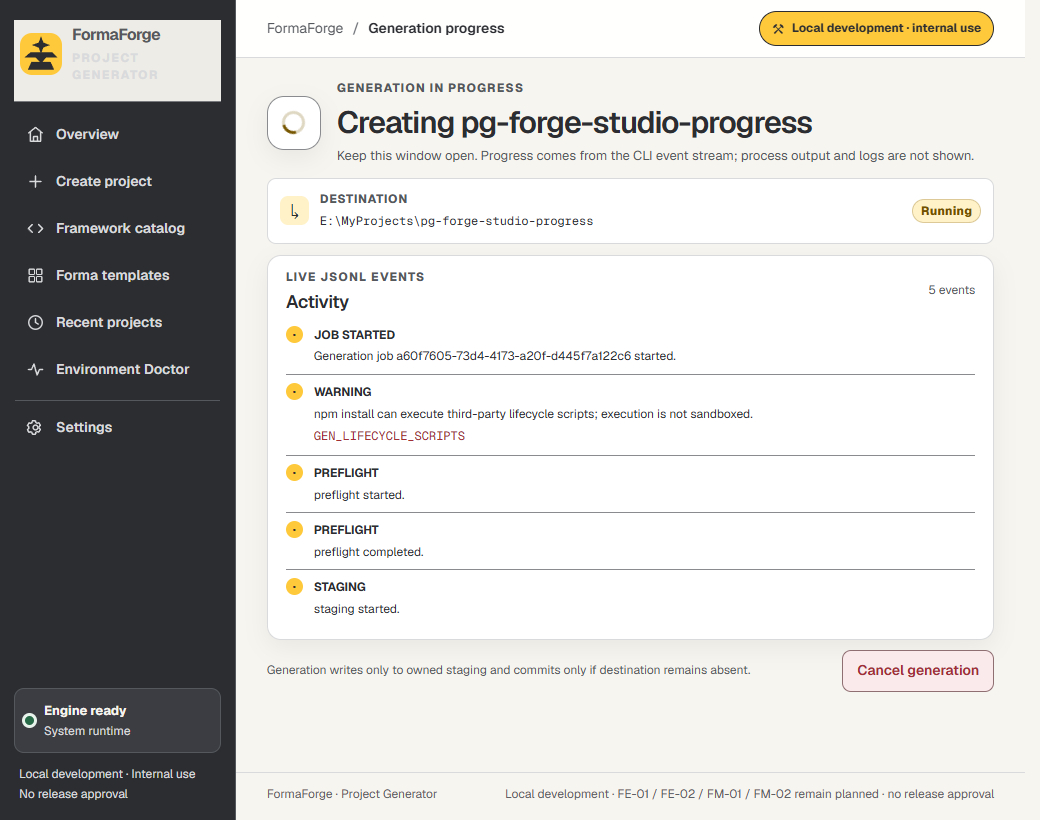 FormaForge
PROJECT
GENERATOR
Overview
Create project
Framework catalog
Forma templates
Recent projects
Environment Doctor
Settings
Engine ready
System runtime
Local development · Internal use
No release approval
FormaForge / Generation progress
Local development · internal use
GENERATION IN PROGRESS
Creating pg-forge-studio-progress
Keep this window open. Progress comes from the CLI event stream; process output and logs are not shown.
DESTINATION
E:\MyProjects\pg-forge-studio-progress
Running
LIVE JSONL EVENTS
Activity
5 events
JOB STARTED
Generation job a60f7605-73d4-4173-a20f-d445f7a122c6 started.
WARNING
npm install can execute third-party lifecycle scripts; execution is not sandboxed.
GEN_LIFECYCLE_SCRIPTS
PREFLIGHT
preflight started.
PREFLIGHT
preflight completed.
STAGING
staging started.
Generation writes only to owned staging and commits only if destination remains absent.
Cancel generation
FormaForge · Project Generator
Local development · FE-01 / FE-02 / FM-01 / FM-02 remain planned · no release approval